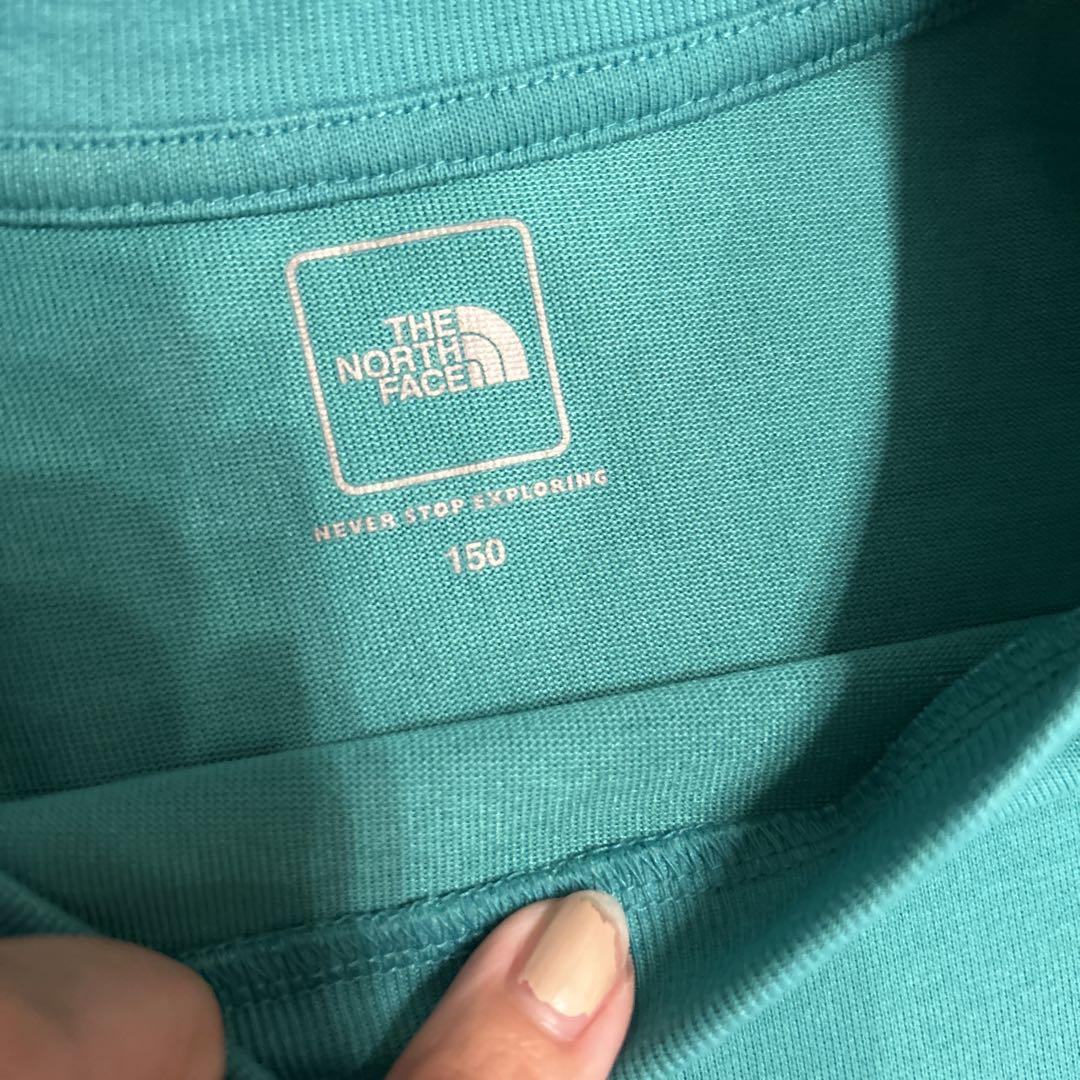 THE
NORTH
FACE
NEVER STOP EXPLORING
150